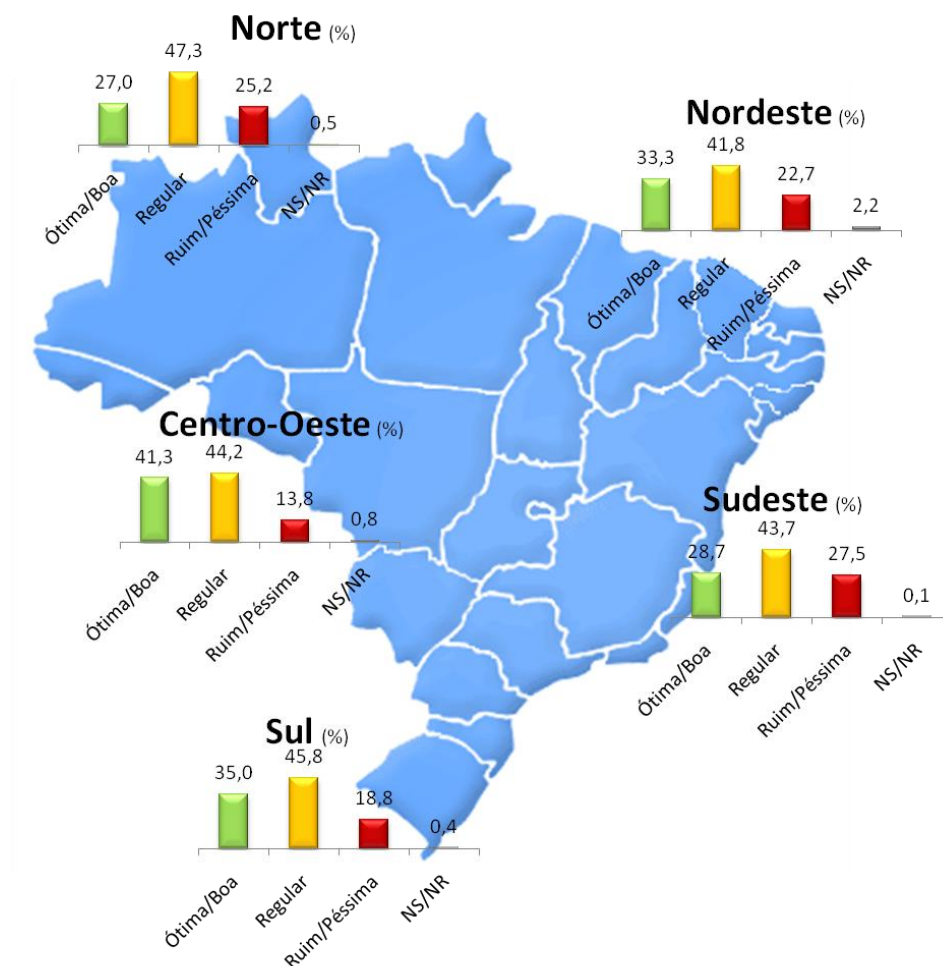 Norte (%)
47,3
27,0
25,2
0,5
Ótima/Boa
Regular
Ruim/Péssima
NS/NR
Nordeste (%)
41,8
33,3
22,7
2,2
Ótima/Boa
Regular
Ruim/Péssima
NS/NR
Centro-Oeste (%)
41,3
44,2
13,8
0,8
Ótima/Boa
Regular
Ruim/Péssima
NS/NR
Sudeste (%)
43,7
28,7
27,5
0,1
Ótima/Boa
Regular
Ruim/Péssima
NS/NR
Sul (%)
45,8
35,0
18,8
0,4
Ótima/Boa
Regular
Ruim/Péssima
NS/NR